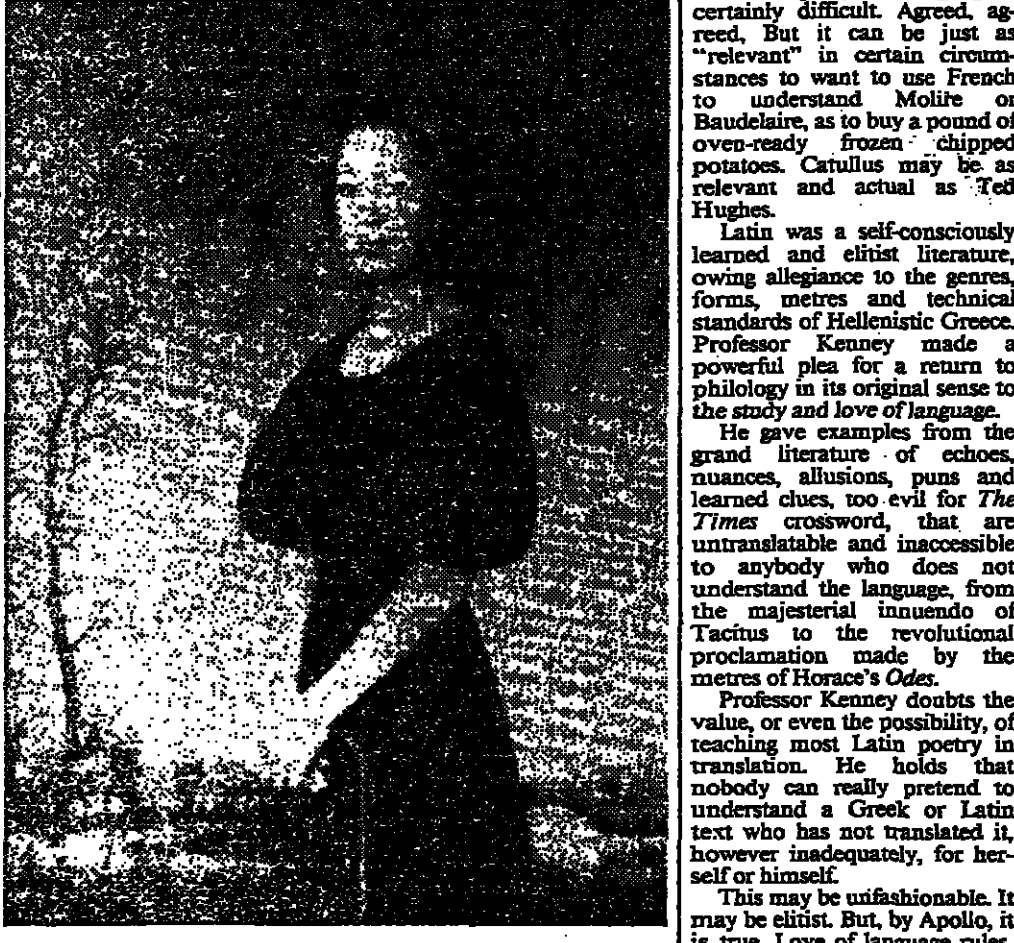 certainly difficult. Agreed, ag-
reed, But it can be just as
“relevant” in certain circum-
stances to want to use French
to understand Molire or
Baudelaire, as to buy a pound of
oven-ready frozen chipped
potatoes. Catullus may be as
relevant and actual as Ted
Hughes.
Latin was a self-consciously
learned and elitist literature,
owing allegiance to the genres,
forms, metres and technical
standards of Hellenistic Greece.
Professor Kenney made a
powerful plea for a return to
philology in its original sense to
the study and love of language.
He gave examples from the
grand literature of echoes,
nuances, allusions, puns and
learned clues, too evil for The
Times crossword, that are
untranslatable and inaccessible
to anybody who does not
understand the language, from
the majesterial innuendo of
Tacitus to the revolutional
proclamation made by the
metres of Horace's Odes.
Professor Kenney doubts the
value, or even the possibility, of
teaching most Latin poetry in
translation. He holds that
nobody can really pretend to
understand a Greek or Latin
text who has not translated it,
however inadequately, for her-
self or himself.
This may be unfashionable. It
may be elitist. But, by Apollo, it
is true. Love of language rules